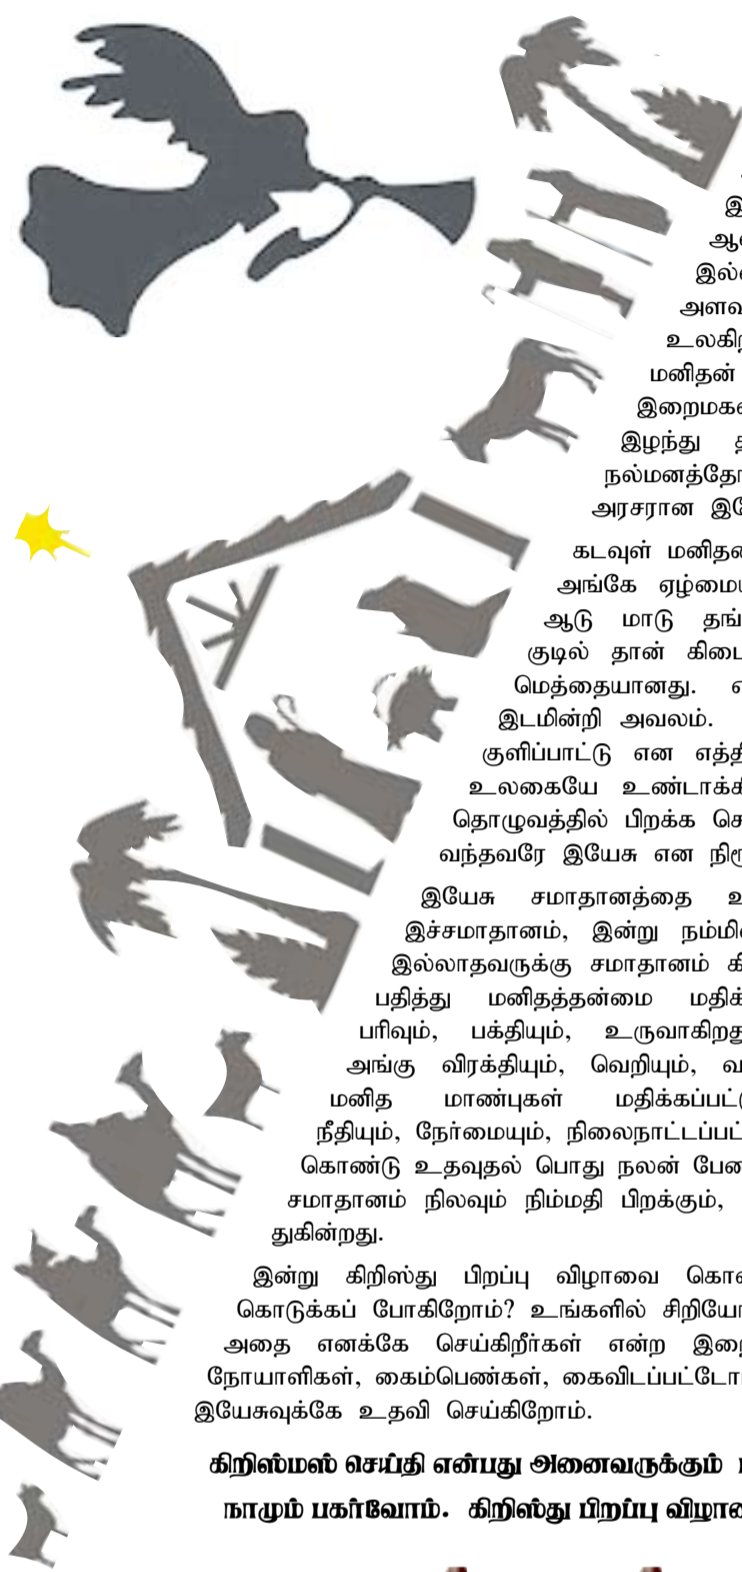 உலகிற
மனிதன்
இறைமக
இழந்து
நல்மனத்தோ
அரசரான இயே
கடவுள் மனித
அங்கே ஏழ்மைய
ஆடு மாடு தங்
குடில் தான் கிடை
மெத்தையானது. எ
இடமின்றி அவலம்.
குளிப்பாட்டு என எத்தி
உலகையே உண்டாக்கி
தொழுவத்தில் பிறக்க செ
வந்தவரே இயேசு என நிரூ
இயேசு சமாதானத்தை உ
இச்சமாதானம், இன்று நம்மி
இல்லாதவருக்கு சமாதானம் கி
பதித்து மனிதத்தன்மை மதிக்
பரிவும், பக்தியும், உருவாகிறது
அங்கு விரக்தியும், வெறியும், வ
மனித மாண்புகள் மதிக்கப்பட்டு
நீதியும், நேர்மையும், நிலைநாட்டப்பட்
கொண்டு உதவுதல் பொது நலன் பே
சமாதானம் நிலவும் நிம்மதி பிறக்கும்,
துகின்றது.
இன்று கிறிஸ்து பிறப்பு விழாவை கொ
கொடுக்கப் போகிறோம்? உங்களில் சிறியோ
அதை எனக்கே செய்கிறீர்கள் என்ற இறை
நோயாளிகள், கைம்பெண்கள், கைவிடப்பட்டோ
இயேசுவுக்கே உதவி செய்கிறோம்.
கிறிஸ்மஸ் செய்தி என்பது அனைவருக்கும்
நாமும் பகர்வோம். கிறிஸ்து பிறப்பு விழா